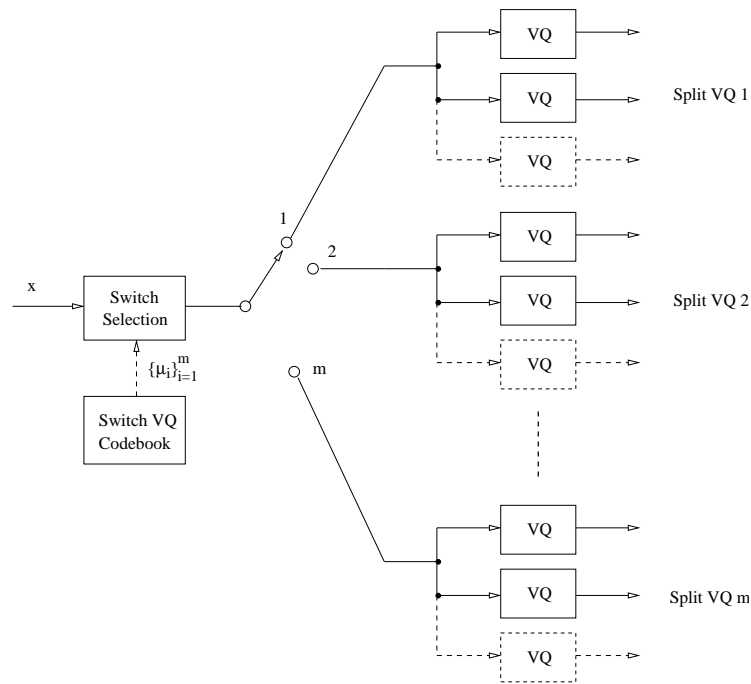 VQ
VQ
Split VQ 1
VQ
1
2
VQ
x
Switch
Selection
VQ
Split VQ 2
VQ
{μi}i=1m
m
Switch VQ
Codebook
VQ
VQ
Split VQ m
VQ